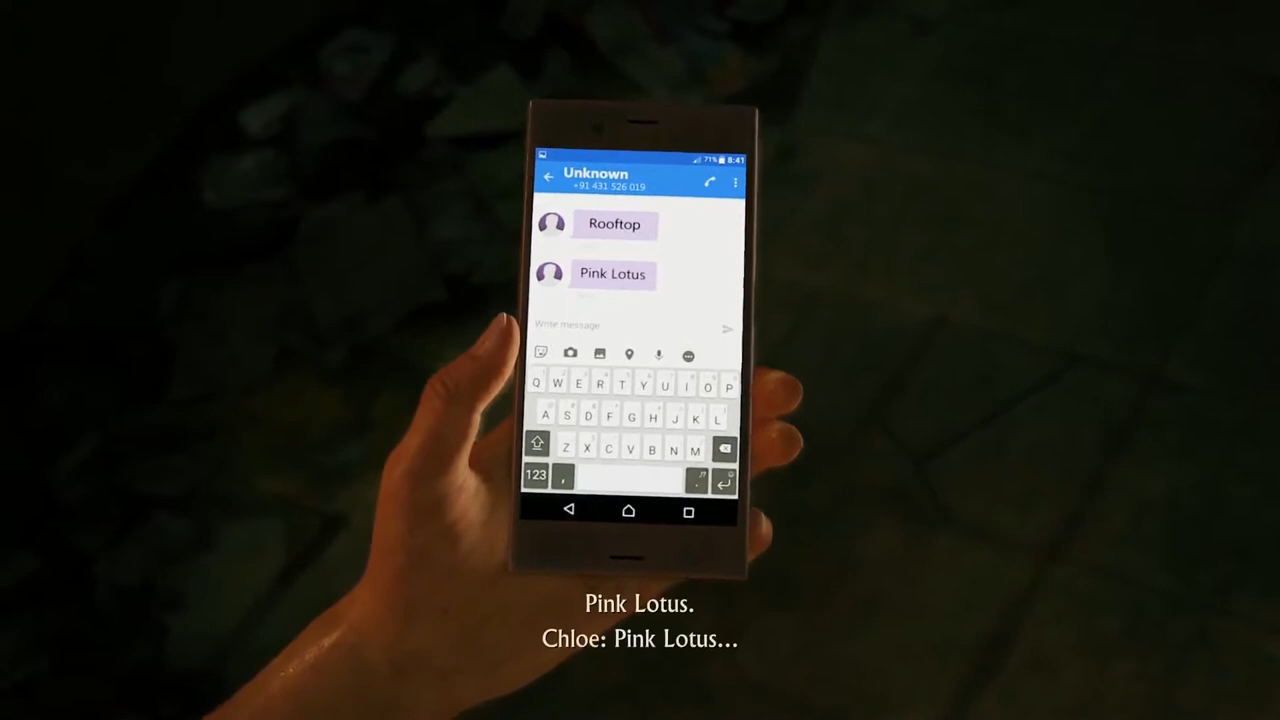 71% 8:41
Unknown
+91 431 526 019
Rooftop
Pink Lotus
Write message
Q W E R T Y U I O P
A S D F G H J K L
Z X C V B N M
123 , .
Pink Lotus.
Chloe: Pink Lotus...